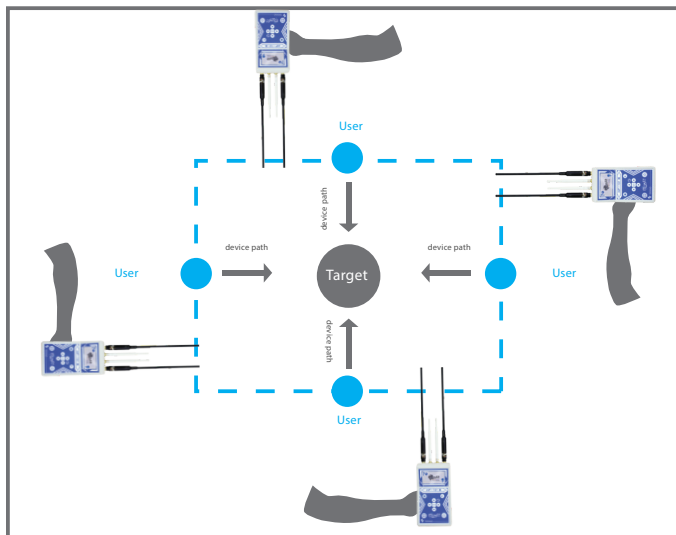 User
device path
device path
device path
User
Target
User
device path
User